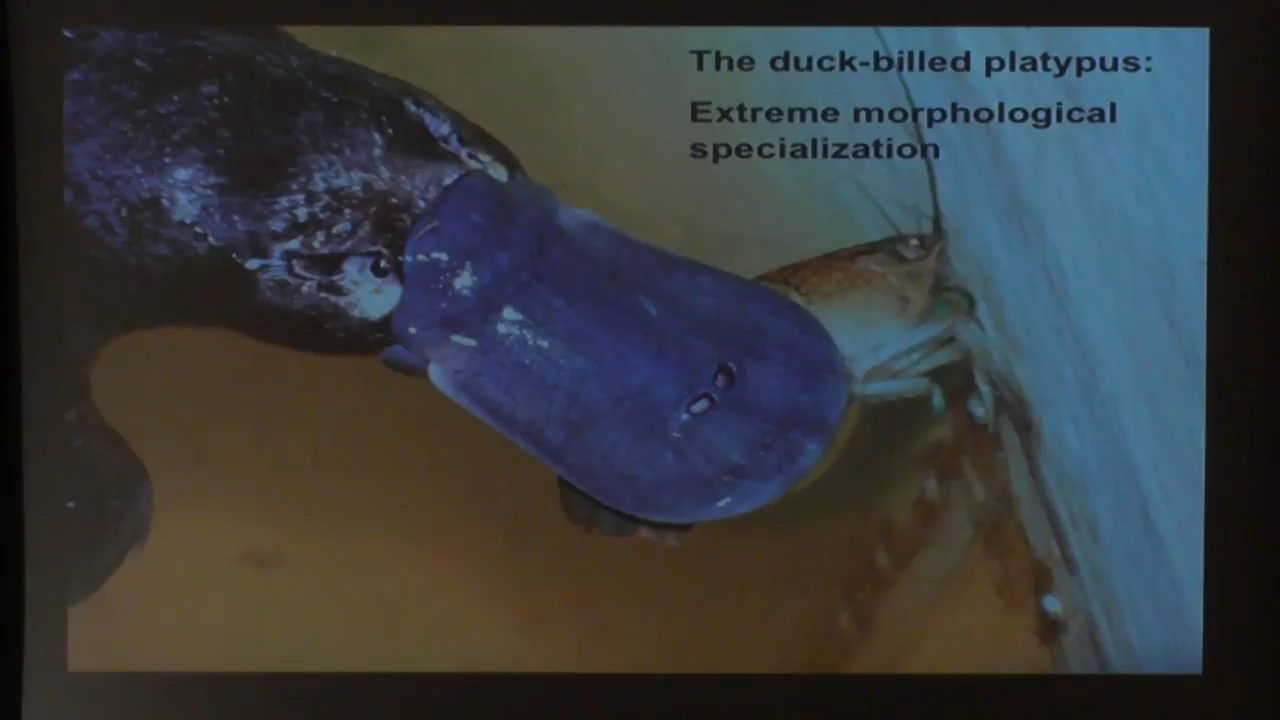 The duck-billed platypus:
Extreme morphological
specialization